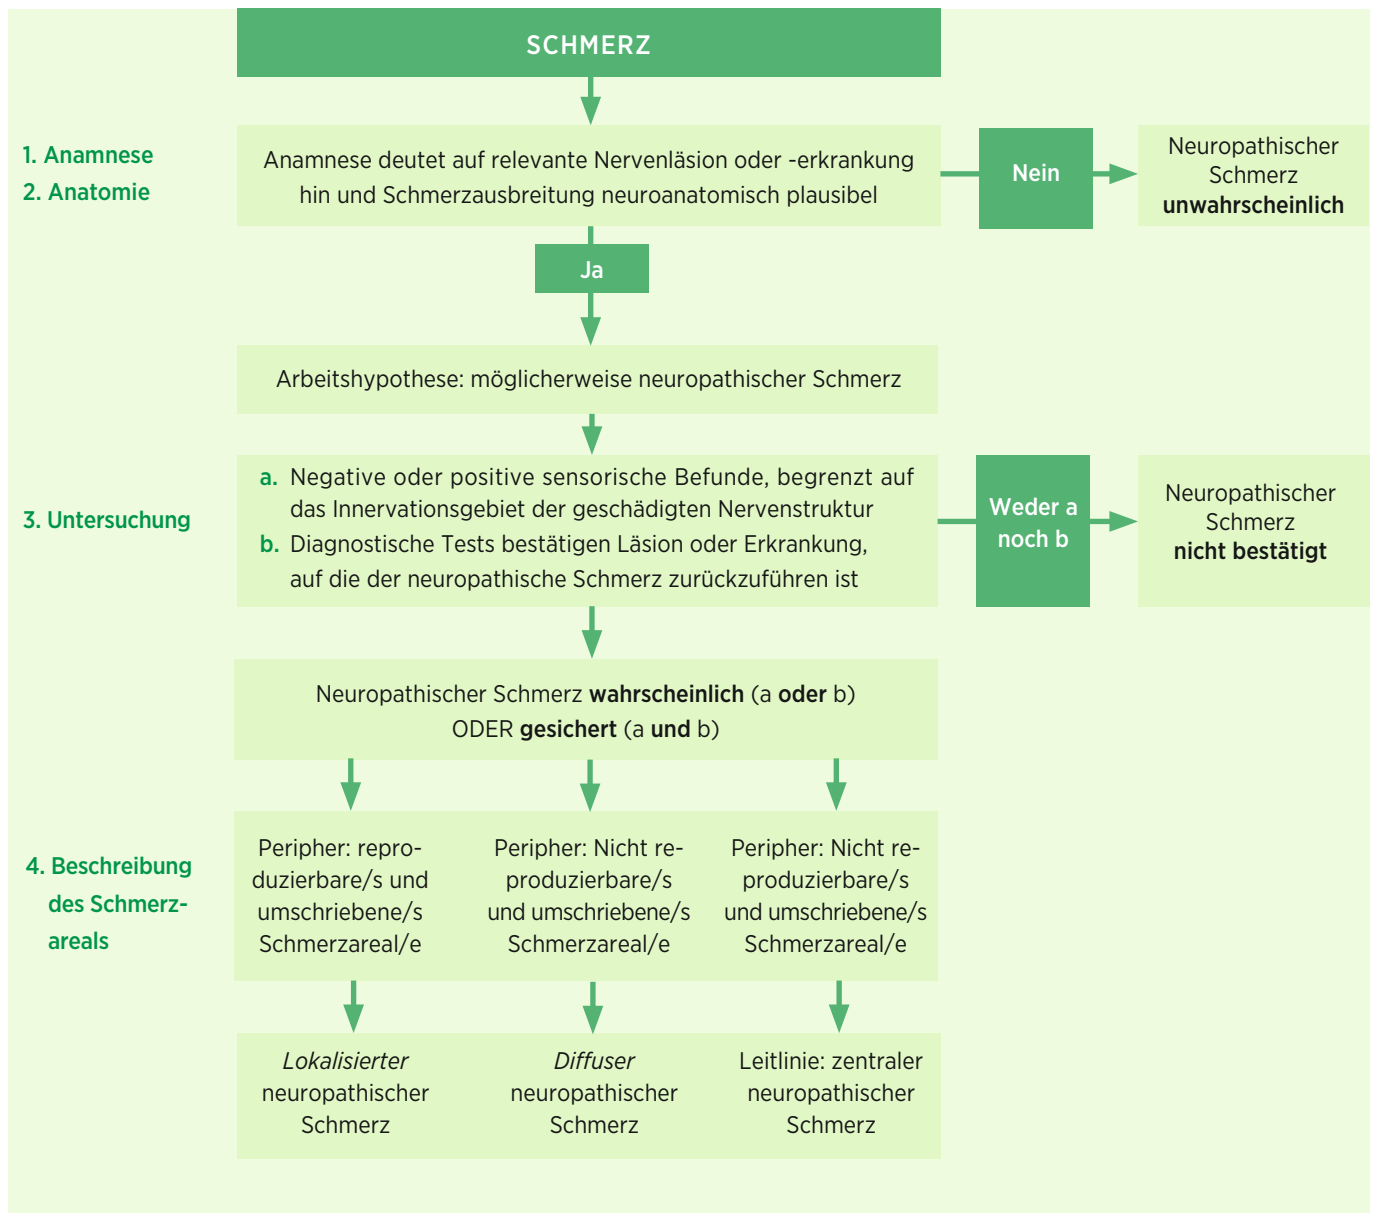 SCHMERZ
1. Anamnese
2. Anatomie
Anamnese deutet auf relevante Nervenläsion oder -erkrankung
hin und Schmerzausbreitung neuroanatomisch plausibel
Nein
Neuropathischer
Schmerz
unwahrscheinlich
Ja
Arbeitshypothese: möglicherweise neuropathischer Schmerz
3. Untersuchung
a. Negative oder positive sensorische Befunde, begrenzt auf
das Innervationsgebiet der geschädigten Nervenstruktur
b. Diagnostische Tests bestätigen Läsion oder Erkrankung,
auf die der neuropathische Schmerz zurückzuführen ist
Weder a
noch b
Neuropathischer
Schmerz
nicht bestätigt
Neuropathischer Schmerz wahrscheinlich (a oder b)
ODER gesichert (a und b)
4. Beschreibung
des Schmerz-
areals
Peripher: repro-
duzierbare/s und
umschriebene/s
Schmerzareal/e
Peripher: Nicht re-
produzierbare/s
und umschriebene/s
Schmerzareal/e
Peripher: Nicht re-
produzierbare/s
und umschriebene/s
Schmerzareal/e
Lokalisierter
neuropathischer
Schmerz
Diffuser
neuropathischer
Schmerz
Leitlinie: zentraler
neuropathischer
Schmerz